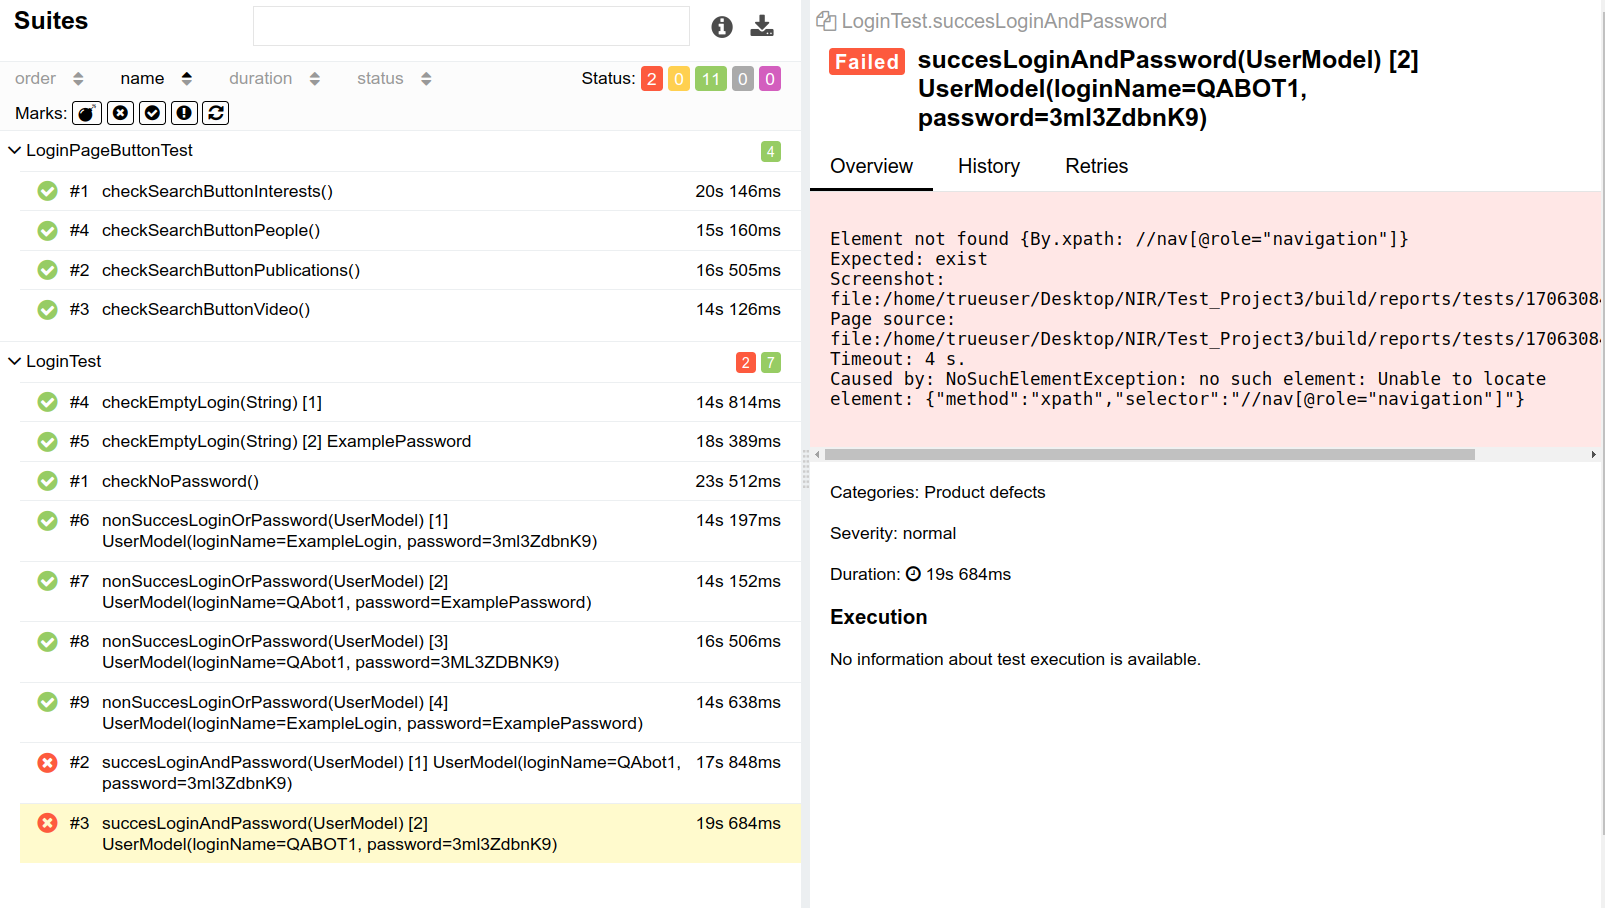 Suites
order name duration status Status: 2 0 11 0 0
Marks:
LoginPageButtonTest 4
#1 checkSearchButtonInterests() 20s 146ms
#4 checkSearchButtonPeople() 15s 160ms
#2 checkSearchButtonPublications() 16s 505ms
#3 checkSearchButtonVideo() 14s 126ms
LoginTest 2 7
#4 checkEmptyLogin(String) [1] 14s 814ms
#5 checkEmptyLogin(String) [2] ExamplePassword 18s 389ms
#1 checkNoPassword() 23s 512ms
#6 nonSuccesLoginOrPassword(UserModel) [1] 14s 197ms
UserModel(loginName=ExampleLogin, password=3ml3ZdbnK9)
#7 nonSuccesLoginOrPassword(UserModel) [2] 14s 152ms
UserModel(loginName=QAbot1, password=ExamplePassword)
#8 nonSuccesLoginOrPassword(UserModel) [3] 16s 506ms
UserModel(loginName=QAbot1, password=3ML3ZDBNK9)
#9 nonSuccesLoginOrPassword(UserModel) [4] 14s 638ms
UserModel(loginName=ExampleLogin, password=ExamplePassword)
#2 succesLoginAndPassword(UserModel) [1] UserModel(loginName=QAbot1, 17s 848ms
password=3ml3ZdbnK9)
#3 succesLoginAndPassword(UserModel) [2] 19s 684ms
UserModel(loginName=QABOT1, password=3ml3ZdbnK9)
LoginTest.succesLoginAndPassword
Failed succesLoginAndPassword(UserModel) [2]
UserModel(loginName=QABOT1,
password=3ml3ZdbnK9)
Overview History Retries
Element not found {By.xpath: //nav[@role="navigation"]}
Expected: exist
Screenshot:
file:/home/trueuser/Desktop/NIR/Test_Project3/build/reports/tests/1706308
Page source:
file:/home/trueuser/Desktop/NIR/Test_Project3/build/reports/tests/1706308
Timeout: 4 s.
Caused by: NoSuchElementException: no such element: Unable to locate
element: {"method":"xpath","selector":"//nav[@role="navigation"]"}
Categories: Product defects
Severity: normal
Duration: 19s 684ms
Execution
No information about test execution is available.